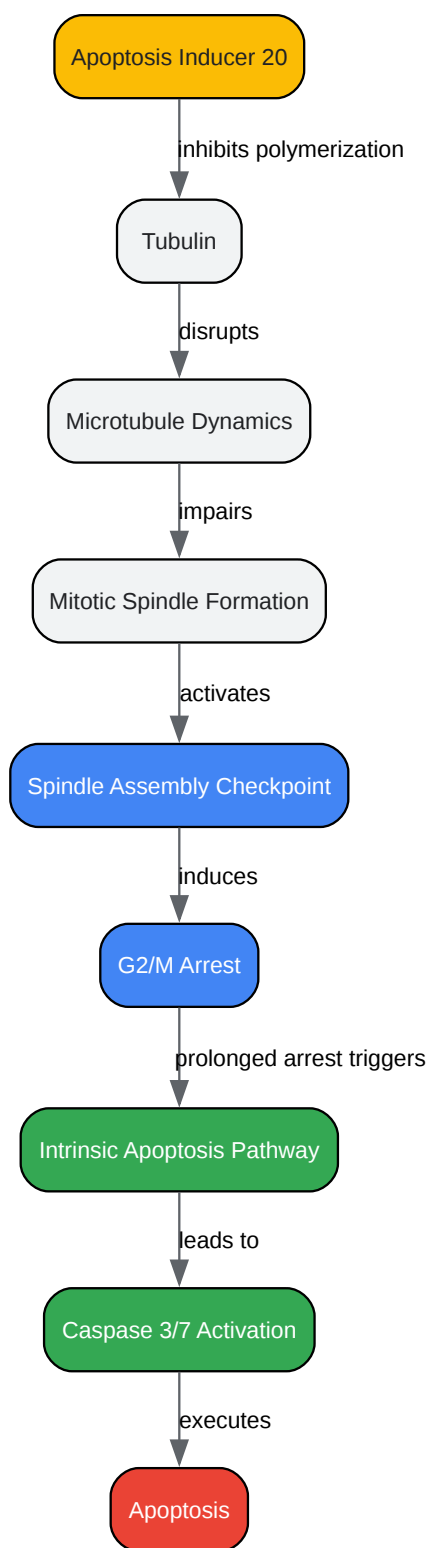 Apoptosis Inducer 20
inhibits polymerization
Tubulin
disrupts
Microtubule Dynamics
impairs
Mitotic Spindle Formation
activates
Spindle Assembly Checkpoint
induces
G2/M Arrest
prolonged arrest triggers
Intrinsic Apoptosis Pathway
leads to
Caspase 3/7 Activation
executes
Apoptosis